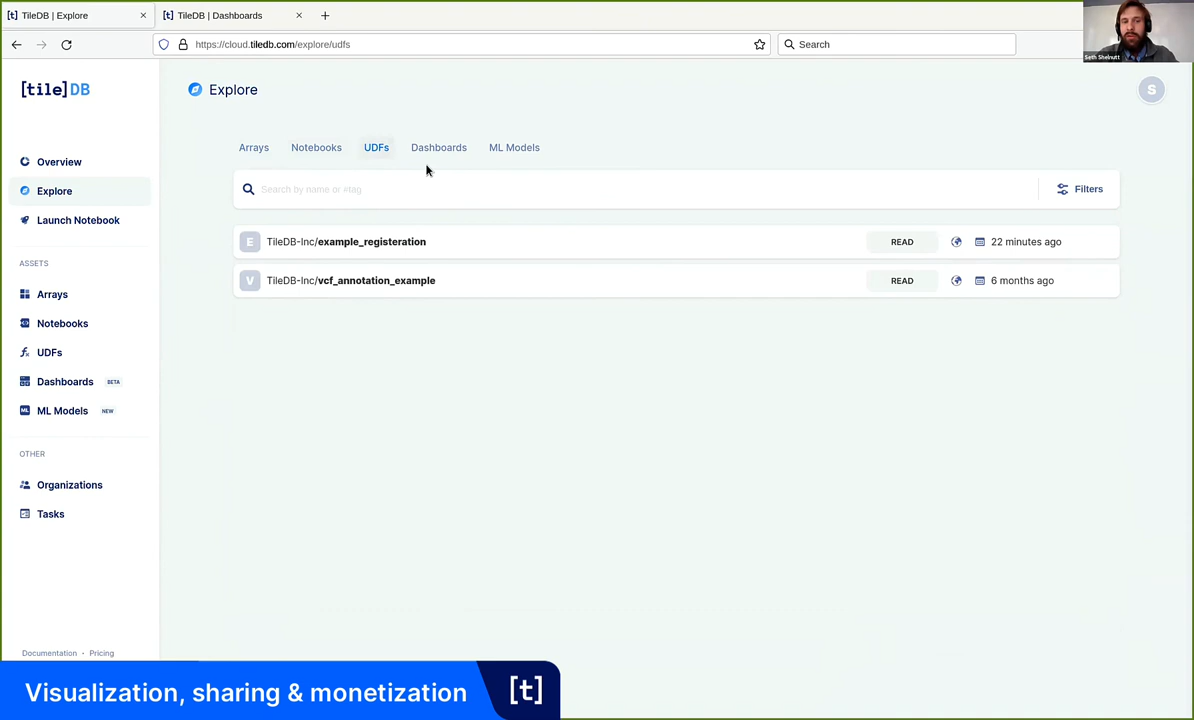 TileDB | Explore
TileDB | Dashboards
https://cloud.tiledb.com/explore/udfs
Search
Seth Shelnutt
[tile]DB
Explore
S
Arrays Notebooks UDFs Dashboards ML Models
Overview
Explore
Launch Notebook
Search by name or #tag
Filters
E TileDB-Inc/example_registeration READ 22 minutes ago
V TileDB-Inc/vcf_annotation_example READ 6 months ago
ASSETS
Arrays
Notebooks
UDFs
Dashboards BETA
ML Models NEW
OTHER
Organizations
Tasks
Documentation · Pricing
Visualization, sharing & monetization [t]